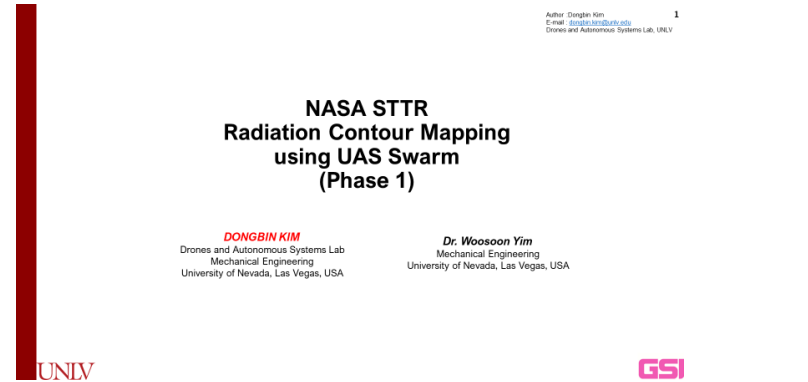 Author :Dongbin Kim
E-mail : dongbin.kim@unlv.edu
Drones and Autonomous Systems Lab, UNLV
1
NASA STTR
Radiation Contour Mapping
using UAS Swarm
(Phase 1)
DONGBIN KIM
Drones and Autonomous Systems Lab
Mechanical Engineering
University of Nevada, Las Vegas, USA
Dr. Woosoon Yim
Mechanical Engineering
University of Nevada, Las Vegas, USA
UNLV
GSI